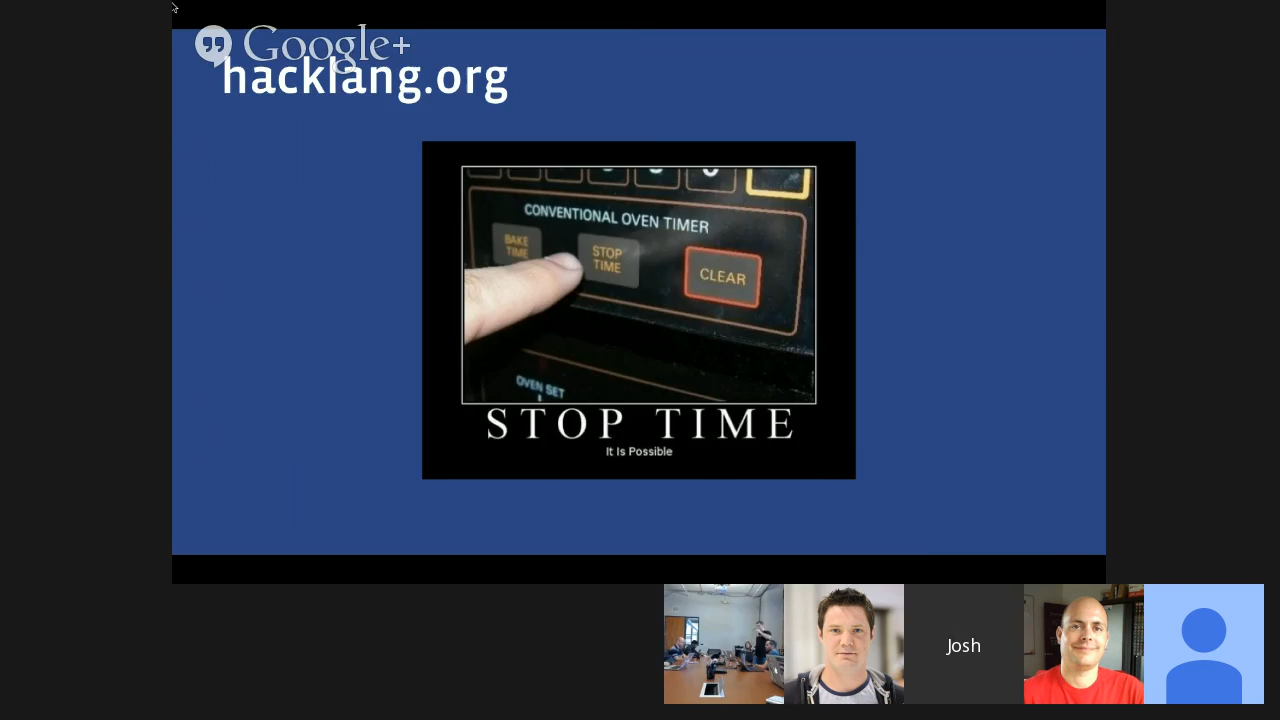 Google+
hacklang.org
CONVENTIONAL OVEN TIMER
BAKE
TIME
STOP
TIME
CLEAR
OVEN SET
STOP TIME
It Is Possible
Josh